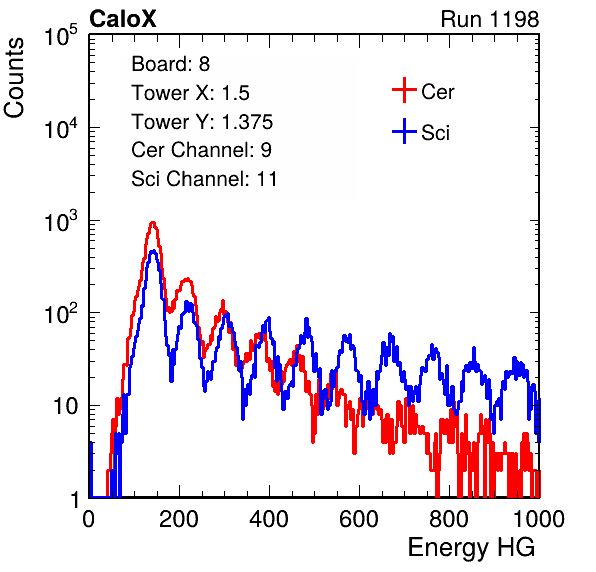 CaloX Run 1198
Counts
Board: 8
Tower X: 1.5
Tower Y: 1.375
Cer Channel: 9
Sci Channel: 11
Cer
Sci
10^5
10^4
10^3
10^2
10
1
0 200 400 600 800 1000
Energy HG